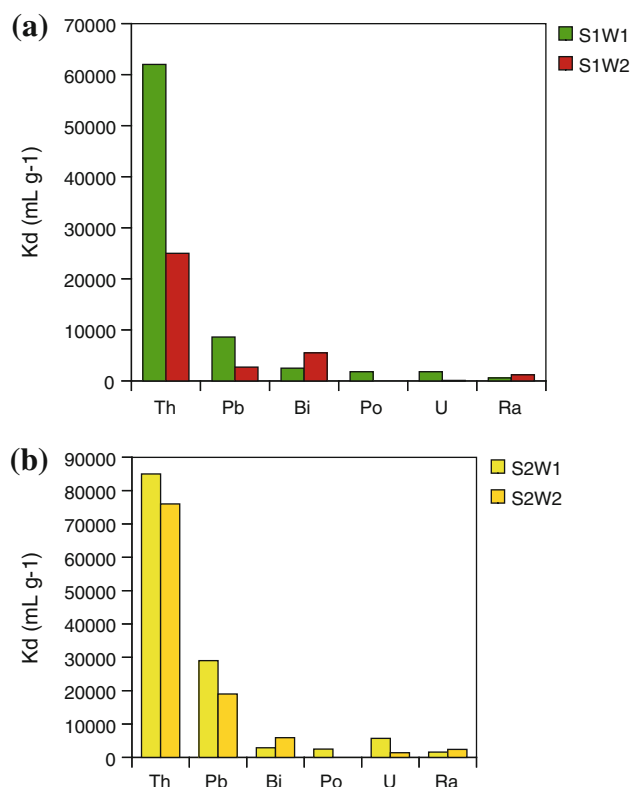 (a)
70000
60000
50000
40000
30000
20000
10000
0
Kd (mL g-1)
Th Pb Bi Po U Ra
S1W1
S1W2
(b)
90000
80000
70000
60000
50000
40000
30000
20000
10000
0
Kd (mL g-1)
Th Pb Bi Po U Ra
S2W1
S2W2